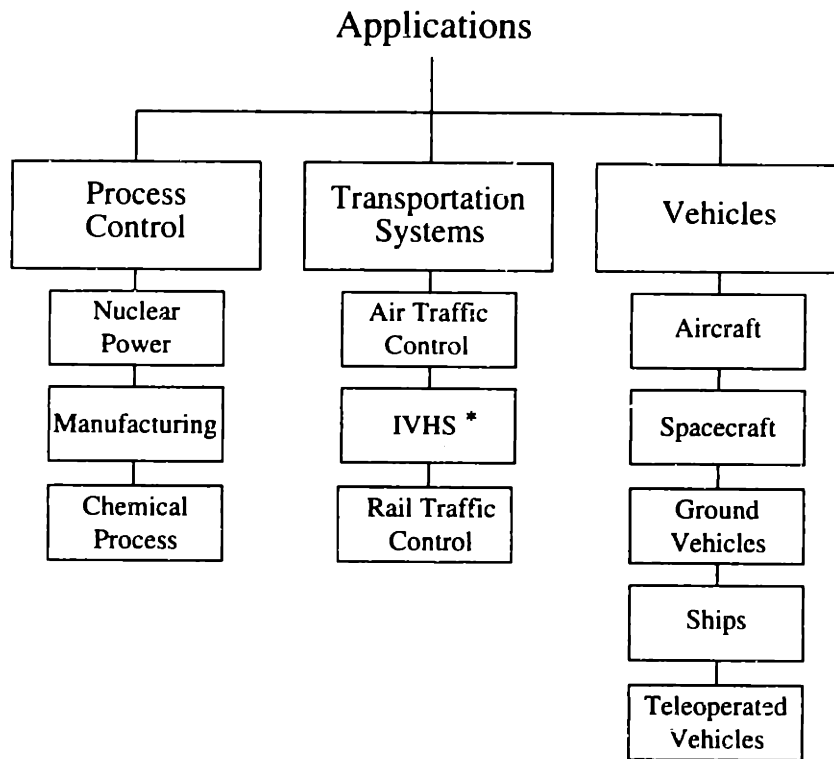 Applications
Process
Control
Transportation
Systems
Vehicles
Nuclear
Power
Manufacturing
Chemical
Process
Air Traffic
Control
IVHS *
Rail Traffic
Control
Aircraft
Spacecraft
Ground
Vehicles
Ships
Teleoperated
Vehicles